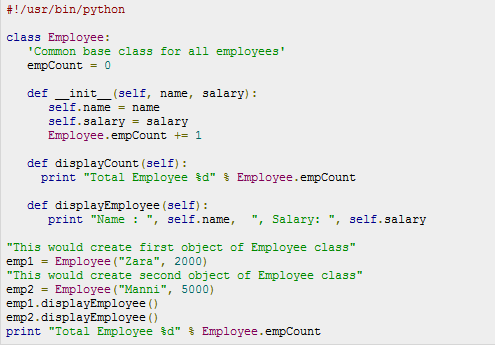 #!/usr/bin/python

class Employee:
   'Common base class for all employees'
   empCount = 0

   def __init__(self, name, salary):
      self.name = name
      self.salary = salary
      Employee.empCount += 1

   def displayCount(self):
     print "Total Employee %d" % Employee.empCount

   def displayEmployee(self):
      print "Name : ", self.name,  ", Salary: ", self.salary

"This would create first object of Employee class"
emp1 = Employee("Zara", 2000)
"This would create second object of Employee class"
emp2 = Employee("Manni", 5000)
emp1.displayEmployee()
emp2.displayEmployee()
print "Total Employee %d" % Employee.empCount